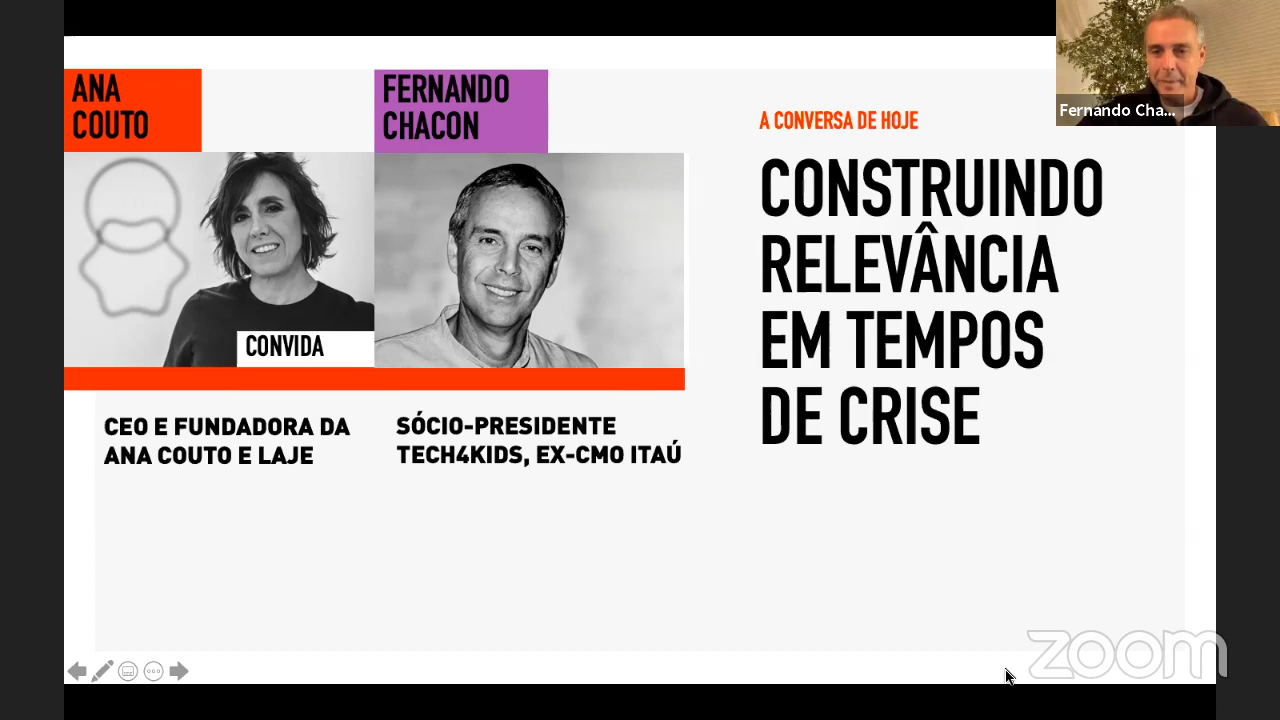 ANA
COUTO
FERNANDO
CHACON
CONVIDA
CEO E FUNDADORA DA
ANA COUTO E LAJE
SÓCIO-PRESIDENTE
TECH4KIDS, EX-CMO ITAÚ
A CONVERSA DE HOJE
CONSTRUINDO
RELEVÂNCIA
EM TEMPOS
DE CRISE
Fernando Cha...
zoom